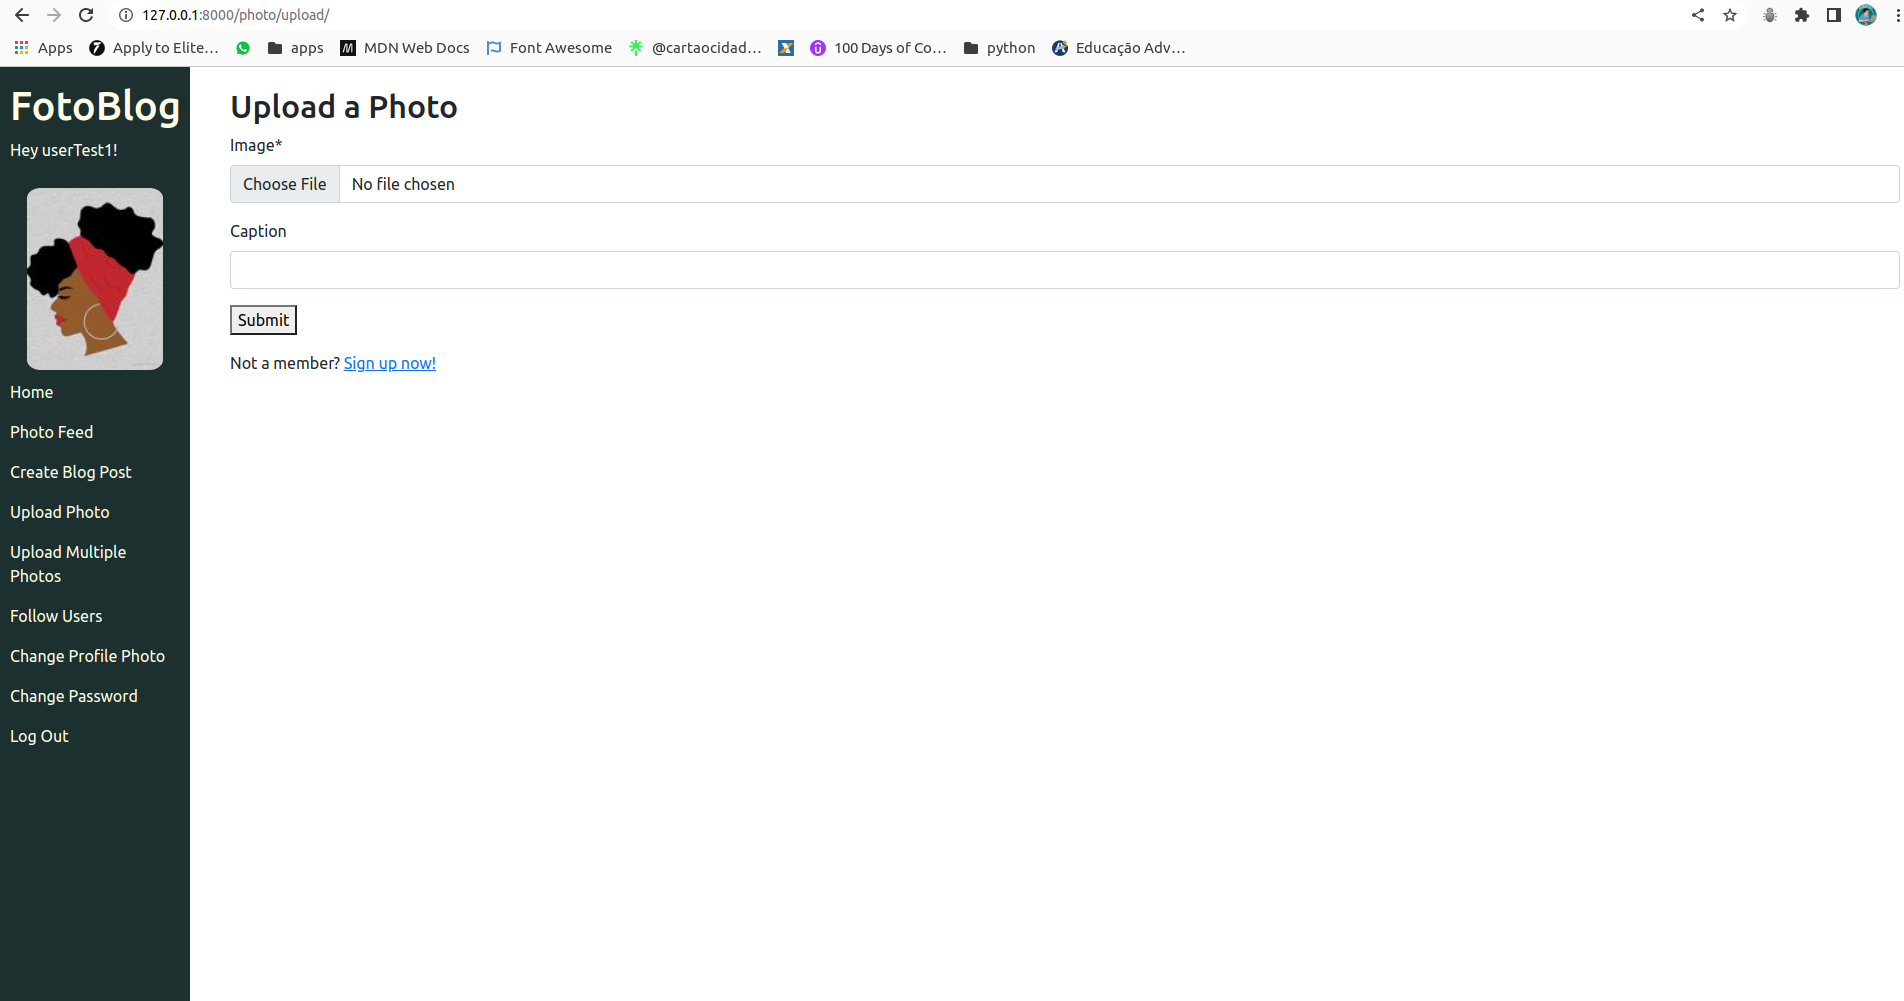 127.0.0.1:8000/photo/upload/
Apps Apply to Elite... apps MDN Web Docs Font Awesome @cartaocidad... 100 Days of Co... python Educação Adv...
FotoBlog
Hey userTest1!
Home
Photo Feed
Create Blog Post
Upload Photo
Upload Multiple
Photos
Follow Users
Change Profile Photo
Change Password
Log Out
Upload a Photo
Image*
Choose File No file chosen
Caption
Submit
Not a member? Sign up now!